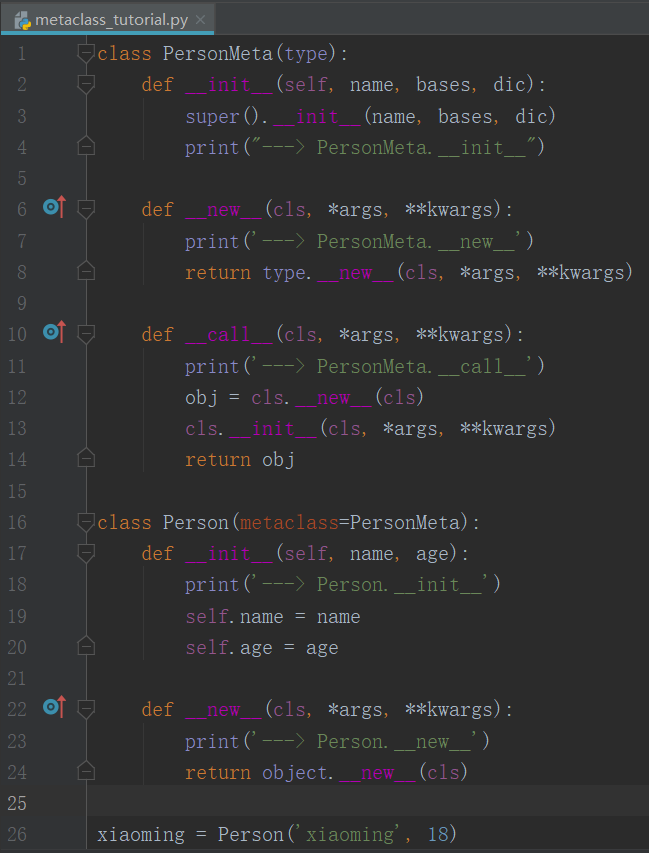 metaclass_tutorial.py
1 class PersonMeta(type):
2     def __init__(self, name, bases, dic):
3         super().__init__(name, bases, dic)
4         print("---> PersonMeta.__init__")
5
6     def __new__(cls, *args, **kwargs):
7         print('---> PersonMeta.__new__')
8         return type.__new__(cls, *args, **kwargs)
9
10     def __call__(cls, *args, **kwargs):
11         print('---> PersonMeta.__call__')
12         obj = cls.__new__(cls)
13         cls.__init__(cls, *args, **kwargs)
14         return obj
15
16 class Person(metaclass=PersonMeta):
17     def __init__(self, name, age):
18         print('---> Person.__init__')
19         self.name = name
20         self.age = age
21
22     def __new__(cls, *args, **kwargs):
23         print('---> Person.__new__')
24         return object.__new__(cls)
25
26 xiaoming = Person('xiaoming', 18)